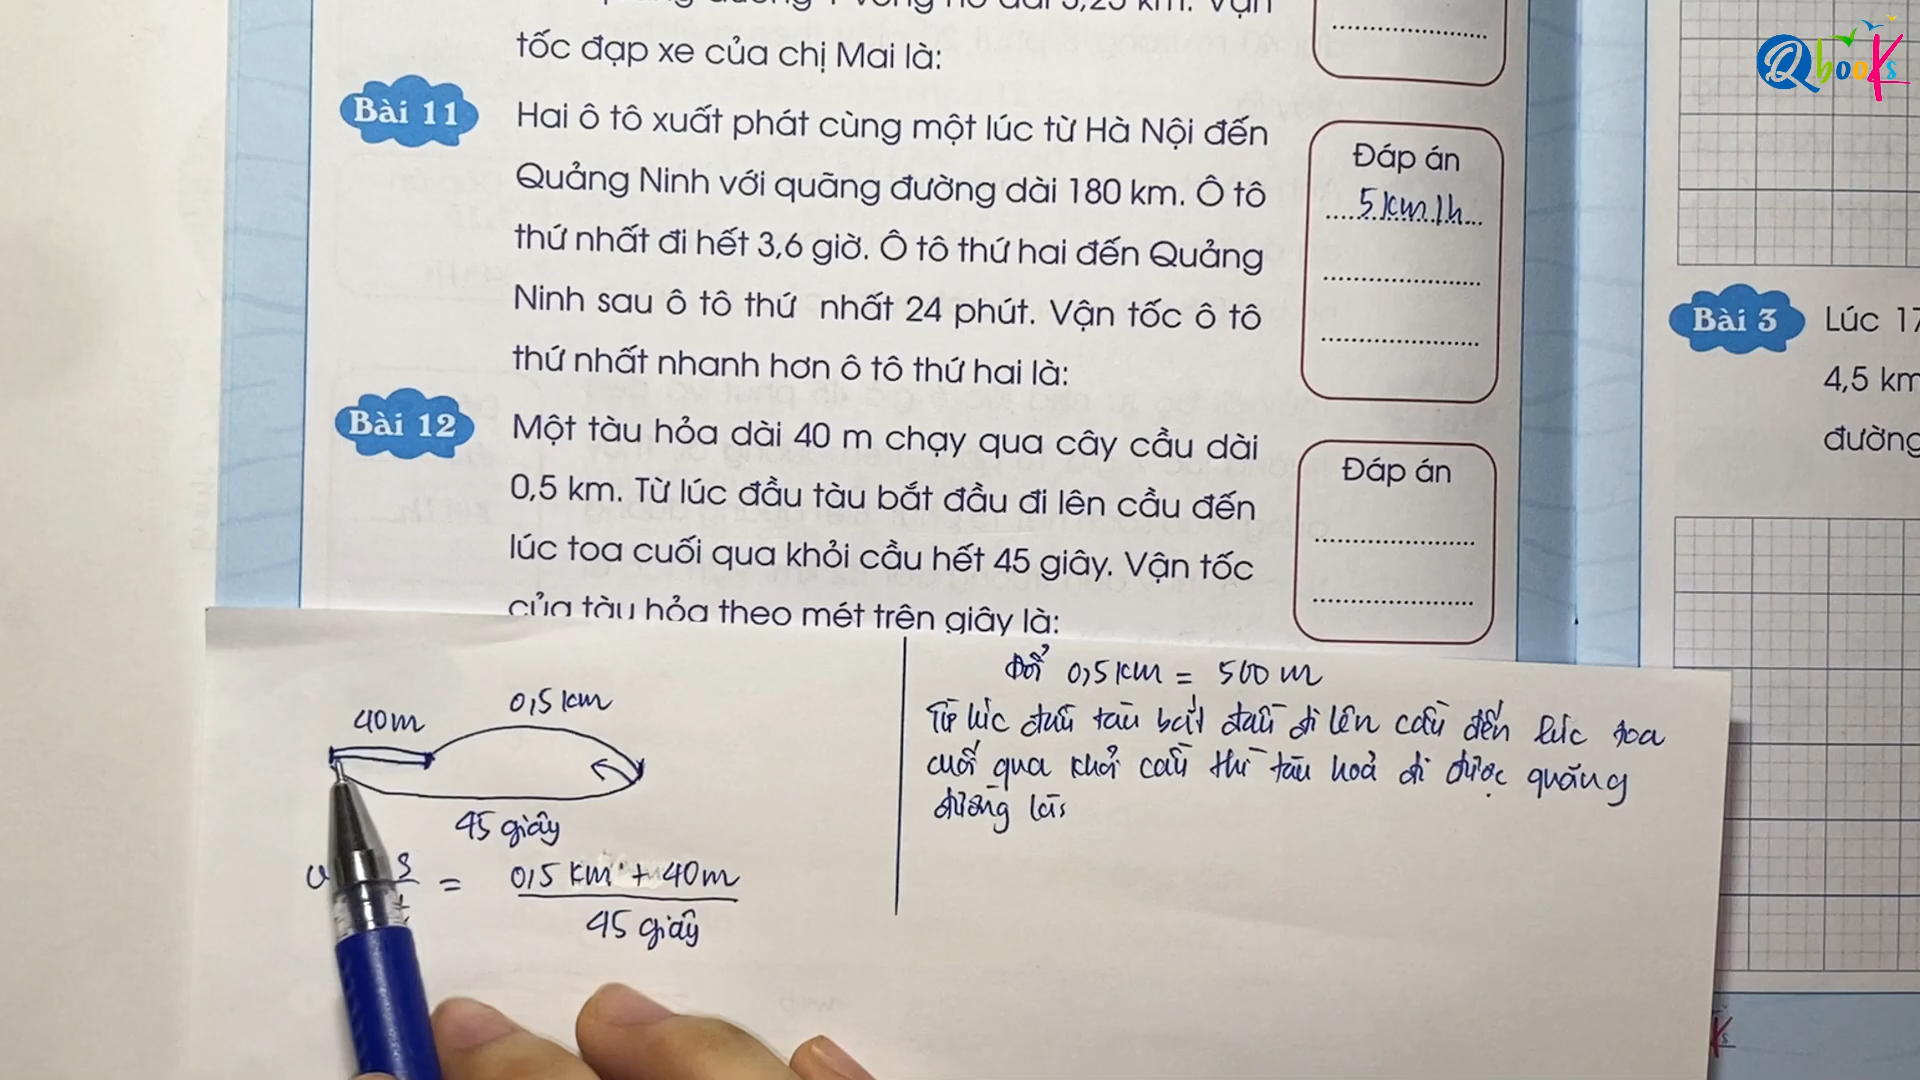 tốc đạp xe của chị Mai là:
Bài 11
Hai ô tô xuất phát cùng một lúc từ Hà Nội đến
Quảng Ninh với quãng đường dài 180 km. Ô tô
thứ nhất đi hết 3,6 giờ. Ô tô thứ hai đến Quảng
Ninh sau ô tô thứ nhất 24 phút. Vận tốc ô tô
thứ nhất nhanh hơn ô tô thứ hai là:
Đáp án
5 km/h
Bài 12
Một tàu hỏa dài 40 m chạy qua cây cầu dài
0,5 km. Từ lúc đầu tàu bắt đầu đi lên cầu đến
lúc toa cuối qua khỏi cầu hết 45 giây. Vận tốc
của tàu hỏa theo mét trên giây là:
Đáp án
40m
0,5 km
45 giây
s
= 0,5 km + 40m
45 giây
Đổi 0,5 km = 500 m
Từ lúc đầu tàu bắt đầu đi lên cầu đến lúc toa
cuối qua khỏi cầu thì tàu hoả đi được quãng
đường là:
Bài 3
Lúc 17
4,5 km
đường
Qbooks